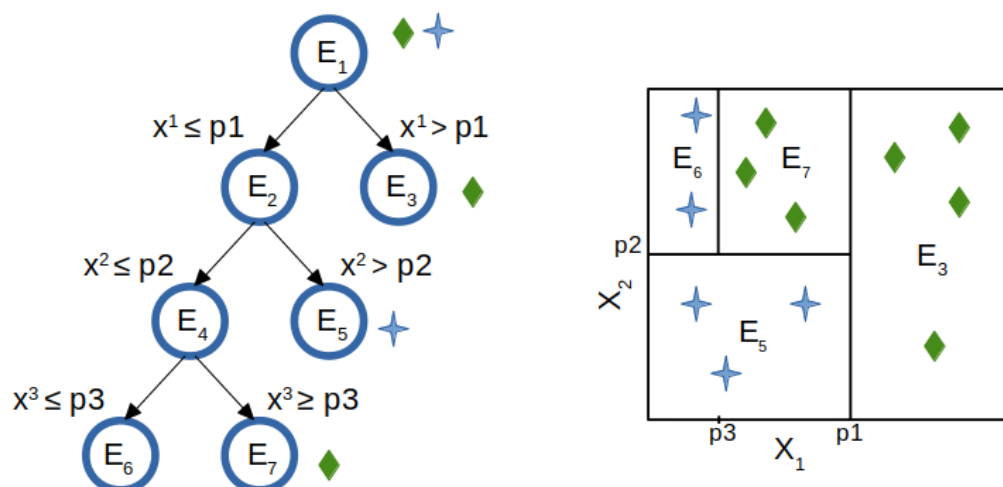 E₁
x¹ ≤ p1
x¹ > p1
E₂
E₃
x² ≤ p2
x² > p2
E₄
E₅
x³ ≤ p3
x³ ≥ p3
E₆
E₇
E₆
E₇
p2
E₃
X₂
E₅
p3
p1
X₁